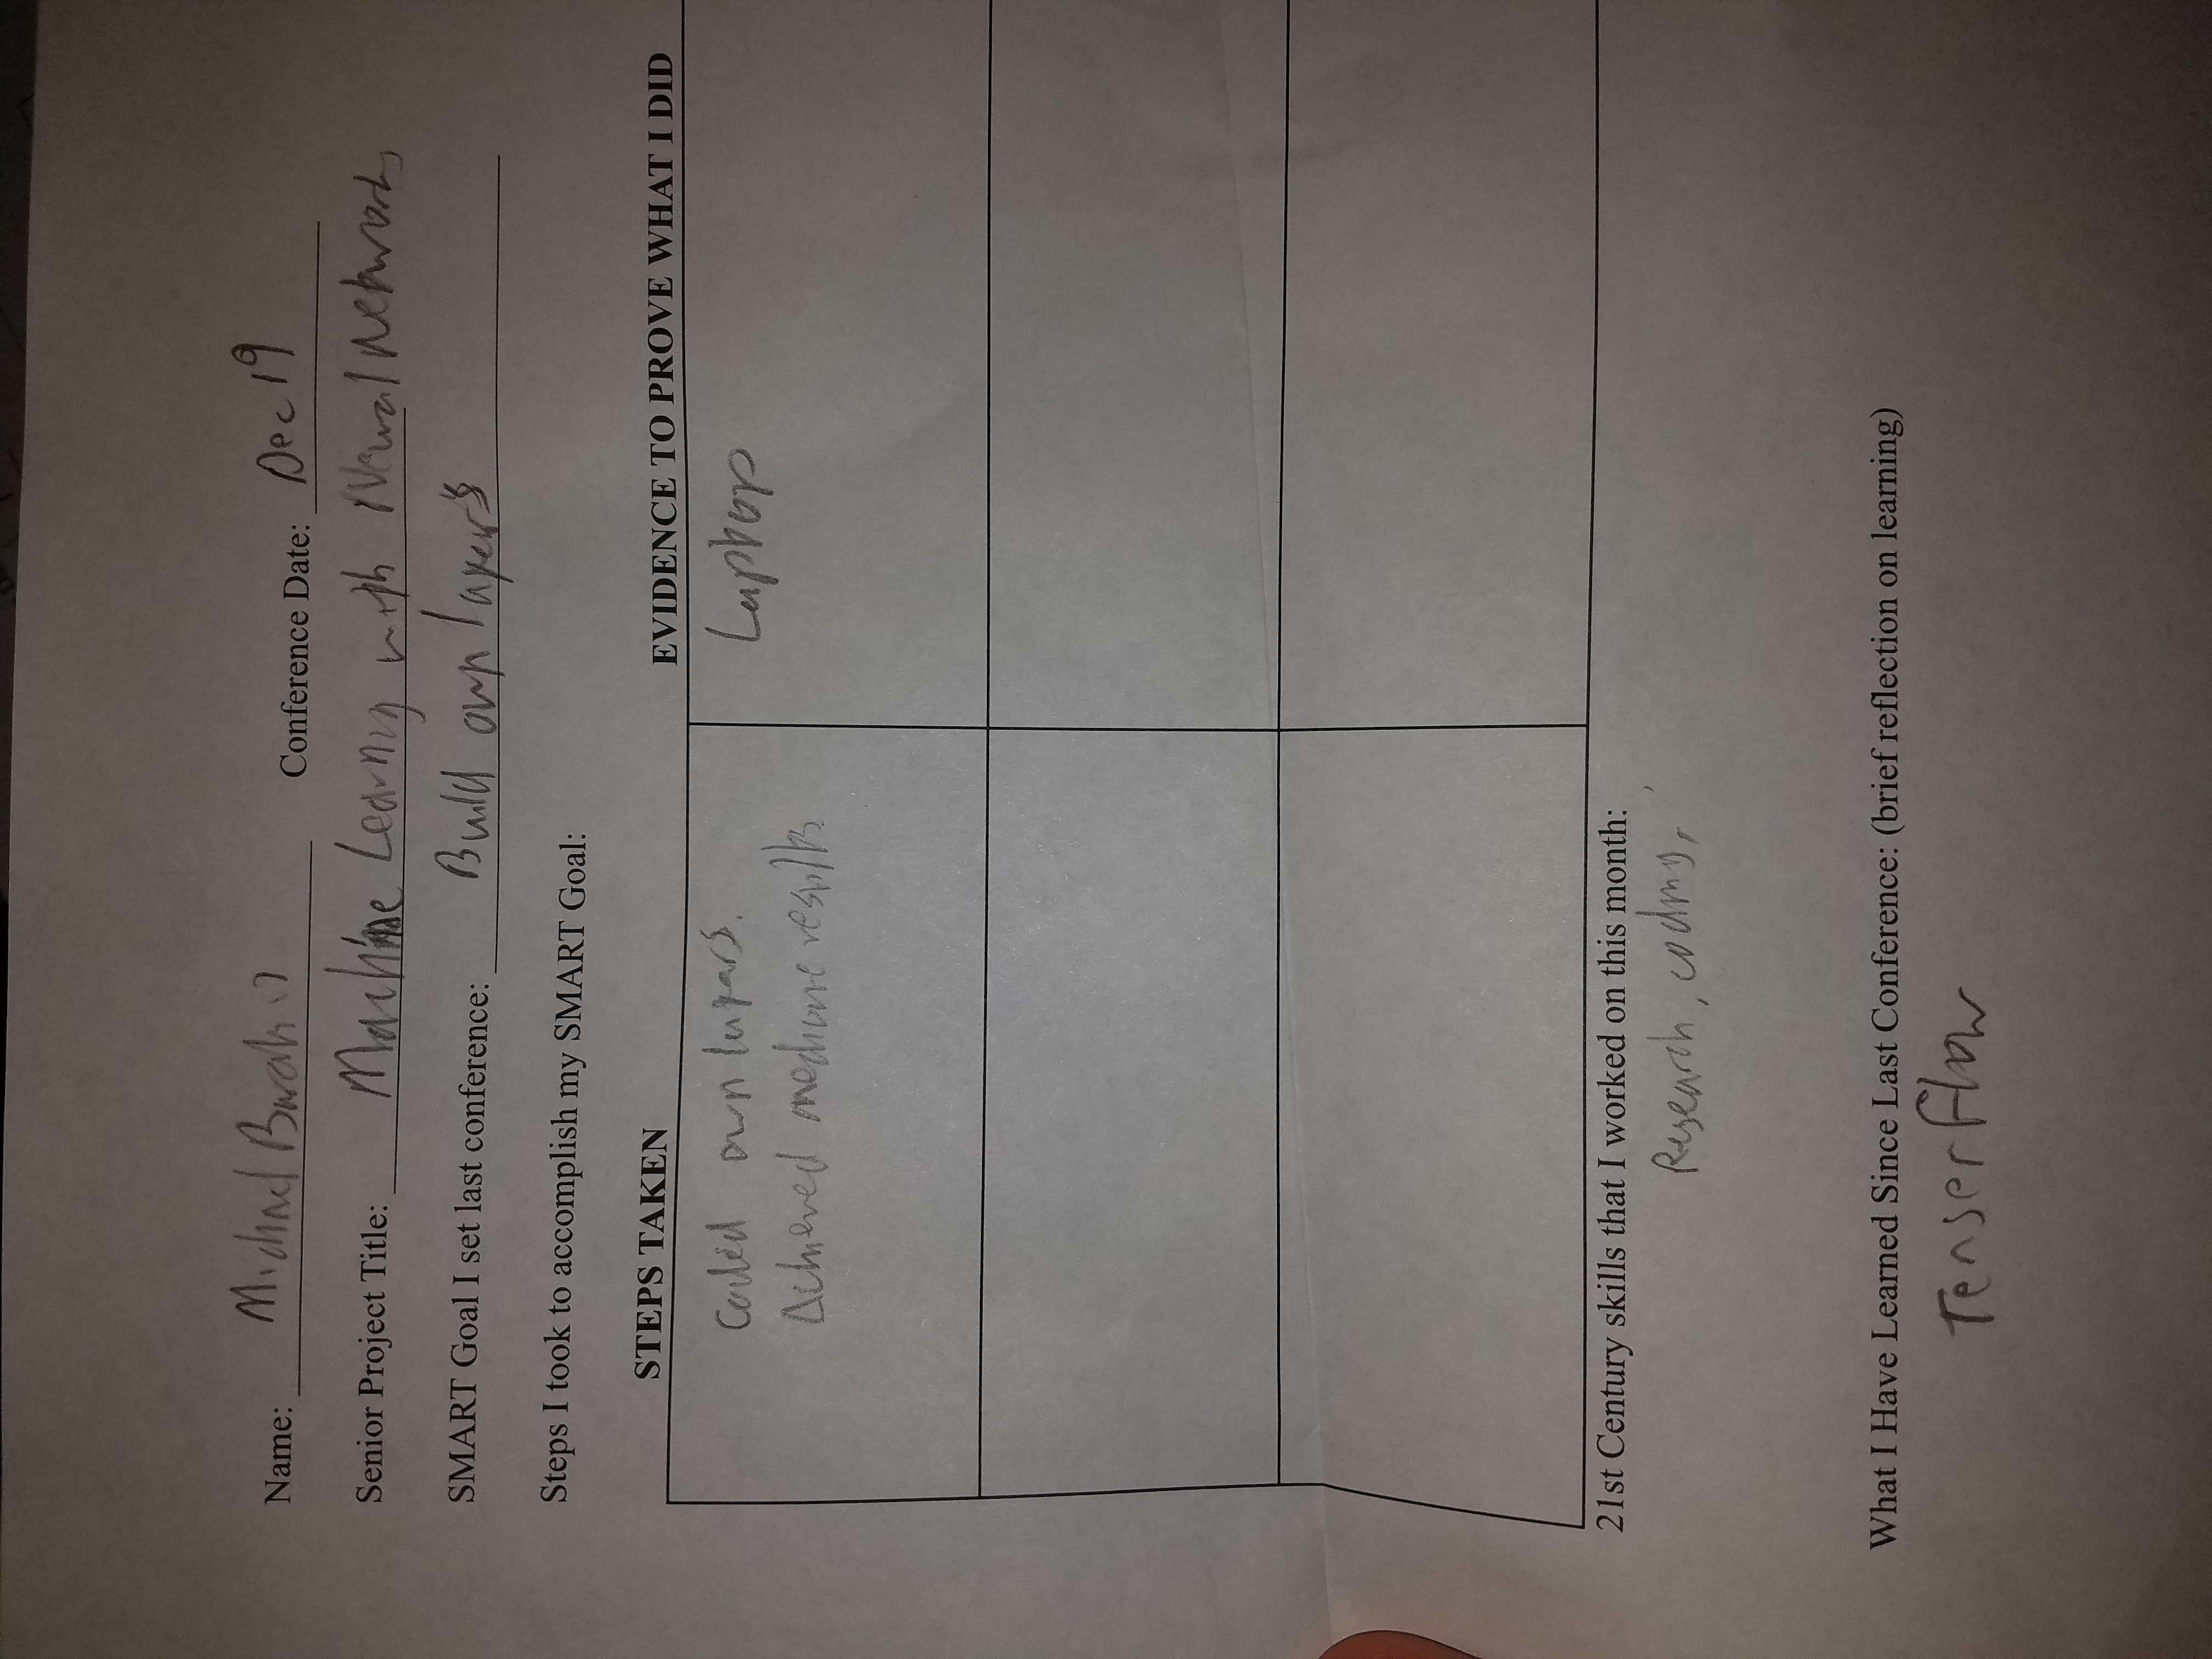 Name: Michael Conference Date: Dec 19
Senior Project Title: Machine Learning with Neural Networks
SMART Goal I set last conference: Build own layers
Steps I took to accomplish my SMART Goal:
STEPS TAKEN EVIDENCE TO PROVE WHAT I DID
Coded own layers. Laptop
Achieved mediocre results
21st Century skills that I worked on this month:
Research, coding,
What I Have Learned Since Last Conference: (brief reflection on learning)
Tenserflow